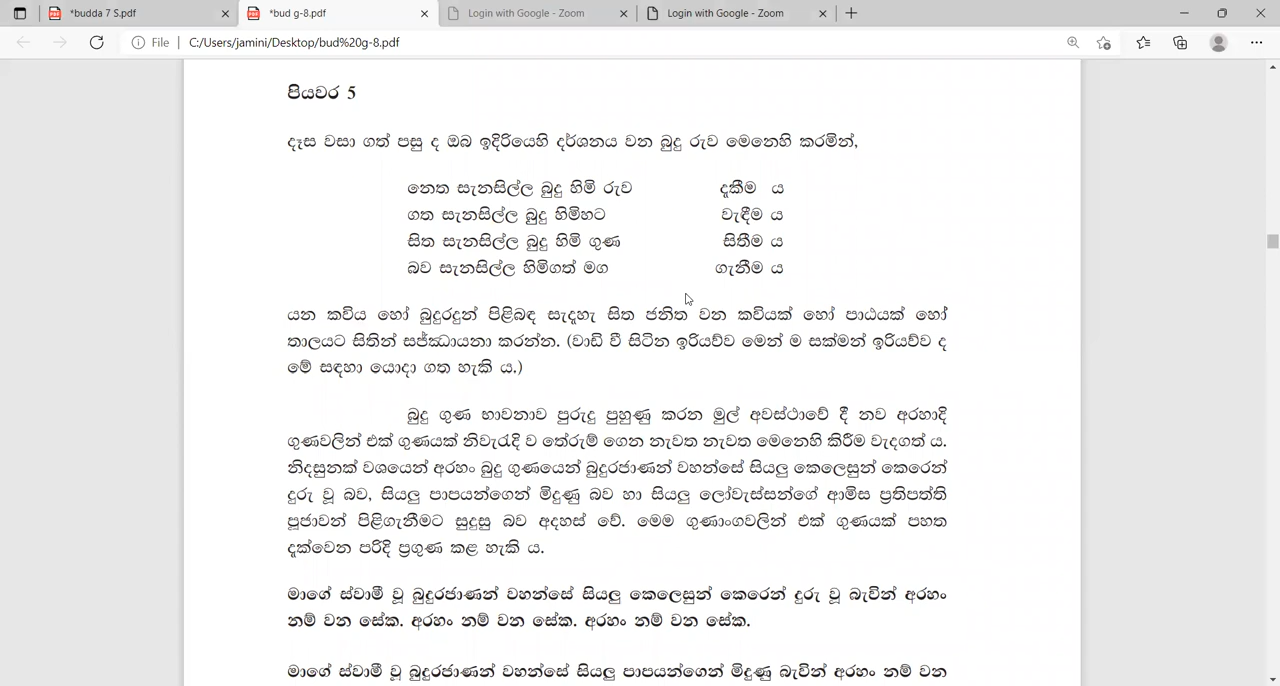 *budda 7 S.pdf
*bud g-8.pdf
Login with Google - Zoom
Login with Google - Zoom
File
C:/Users/jamini/Desktop/bud%20g-8.pdf
පියවර 5
දෑස වසා ගත් පසු ද ඔබ ඉදිරියෙහි දර්ශනය වන බුදු රුව මෙනෙහි කරමින්,
නෙත සැනසිල්ල බුදු හිමි රුව දැකීම ය
ගත සැනසිල්ල බුදු හිමිහට වැඳීම ය
සිත සැනසිල්ල බුදු හිමි ගුණ සිතීම ය
බව සැනසිල්ල හිමිගත් මග ගැනීම ය
යන කවිය හෝ බුදුරදුන් පිළිබඳ සැදැහැ සිත ජනිත වන කවියක් හෝ පාඨයක් හෝ
තාලයට සිතින් සජ්ඣායනා කරන්න. (වාඩි වී සිටින ඉරියව්ව මෙන් ම සක්මන් ඉරියව්ව ද
මේ සඳහා යොදා ගත හැකි ය.)
බුදු ගුණ භාවනාව පුරුදු පුහුණු කරන මුල් අවස්ථාවේ දී නව අරහාදි
ගුණවලින් එක් ගුණයක් නිවැරැදි ව තේරුම් ගෙන නැවත නැවත මෙනෙහි කිරීම වැදගත් ය.
නිදසුනක් වශයෙන් අරහං බුදු ගුණයෙන් බුදුරජාණන් වහන්සේ සියලු කෙලෙසුන් කෙරෙන්
දුරු වූ බව, සියලු පාපයන්ගෙන් මිදුණු බව හා සියලු ලෝවැස්සන්ගේ ආමිස ප්‍රතිපත්ති
පූජාවන් පිළිගැනීමට සුදුසු බව අදහස් වේ. මෙම ගුණාංගවලින් එක් ගුණයක් පහත
දැක්වෙන පරිදි ප්‍රගුණ කළ හැකි ය.
මාගේ ස්වාමී වූ බුදුරජාණන් වහන්සේ සියලු කෙලෙසුන් කෙරෙන් දුරු වූ බැවින් අරහං
නම් වන සේක. අරහං නම් වන සේක. අරහං නම් වන සේක.
මාගේ ස්වාමී වූ බුදුරජාණන් වහන්සේ සියලු පාපයන්ගෙන් මිදුණු බැවින් අරහං නම් වන